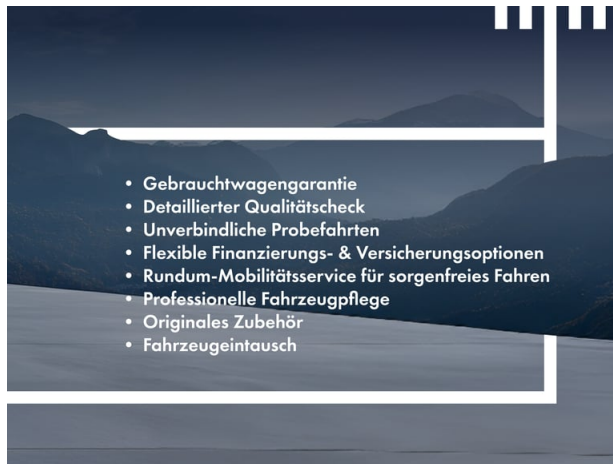 • Gebrauchtwagengarantie
• Detaillierter Qualitätscheck
• Unverbindliche Probefahrten
• Flexible Finanzierungs- & Versicherungsoptionen
• Rundum-Mobilitätsservice für sorgenfreies Fahren
• Professionelle Fahrzeugpflege
• Originales Zubehör
• Fahrzeugeintausch